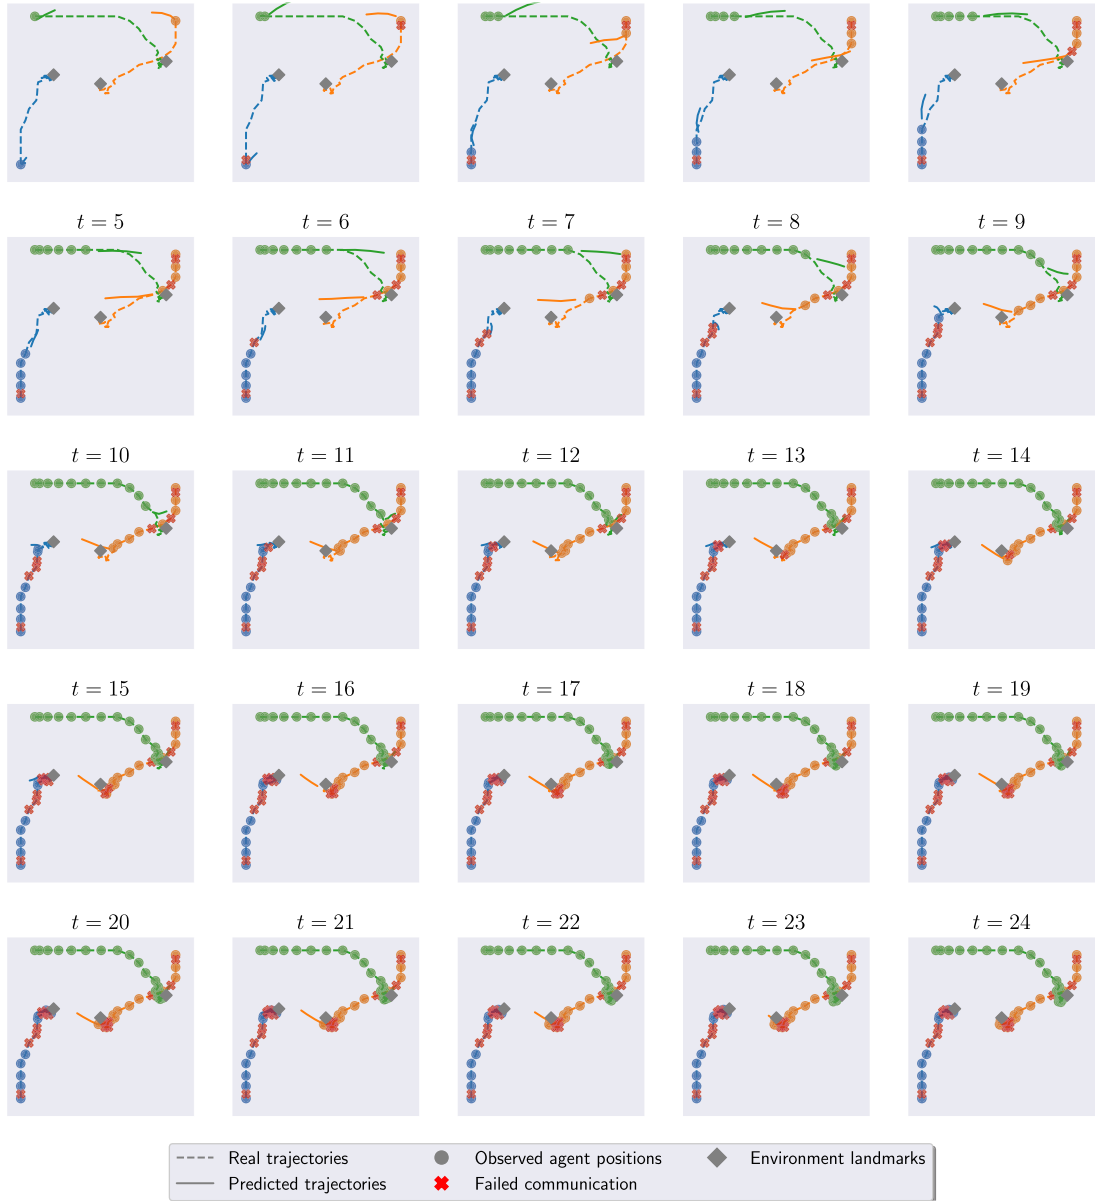 t = 5
t = 6
t = 7
t = 8
t = 9
t = 10
t = 11
t = 12
t = 13
t = 14
t = 15
t = 16
t = 17
t = 18
t = 19
t = 20
t = 21
t = 22
t = 23
t = 24
Real trajectories
Observed agent positions
Environment landmarks
Predicted trajectories
Failed communication